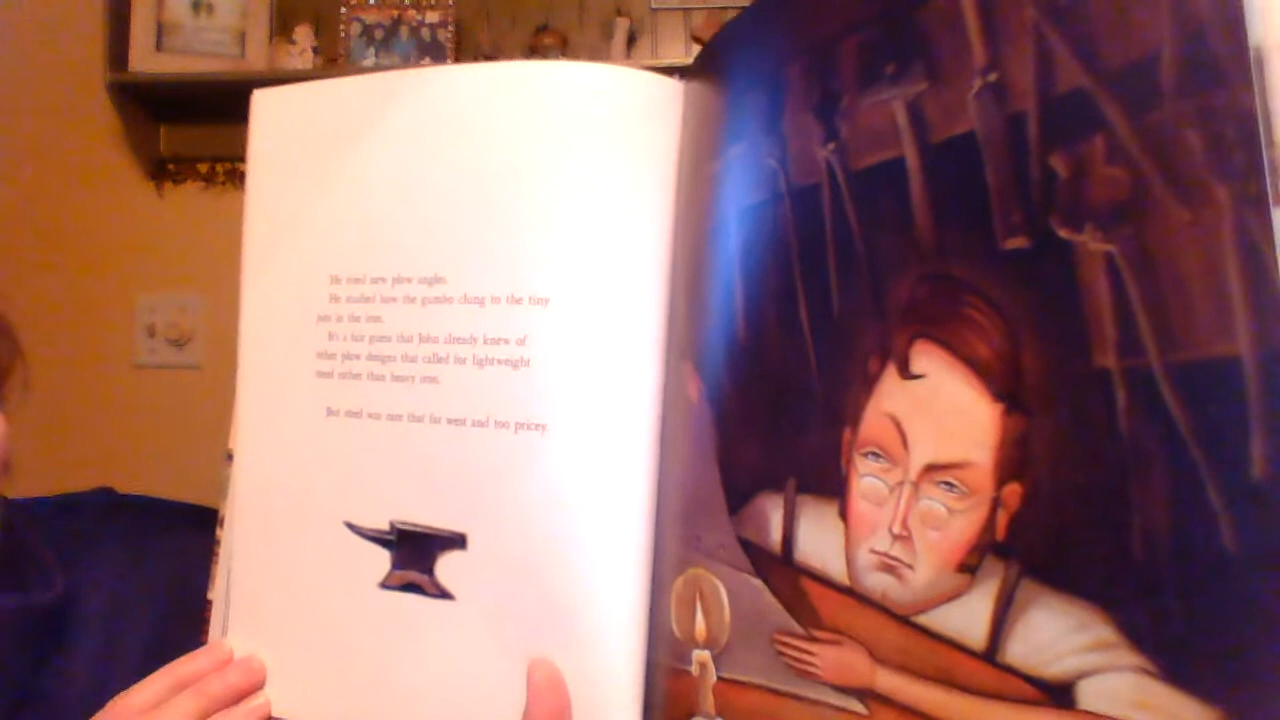 He tried new plow angles.
He studied how the gumbo clung to the tiny
pits in the iron.
It's a fair guess that John already knew of
other plow designs that called for lightweight
steel rather than heavy iron.
But steel was rare that far west and too pricey.